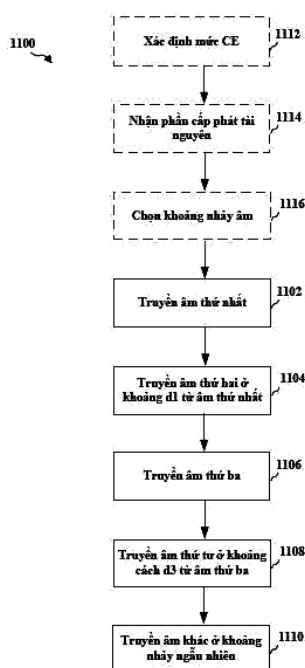 1100
Xác định mức CE
1112
Nhận phần cấp phát tài
nguyên
1114
Chọn khoảng nhảy âm
1116
Truyền âm thứ nhất
1102
Truyền âm thứ hai ở
khoảng d1 từ âm thứ nhất
1104
Truyền âm thứ ba
1106
Truyền âm thứ tư ở khoảng
cách d3 từ âm thứ ba
1108
Truyền âm khác ở khoảng
nhảy ngẫu nhiên
1110